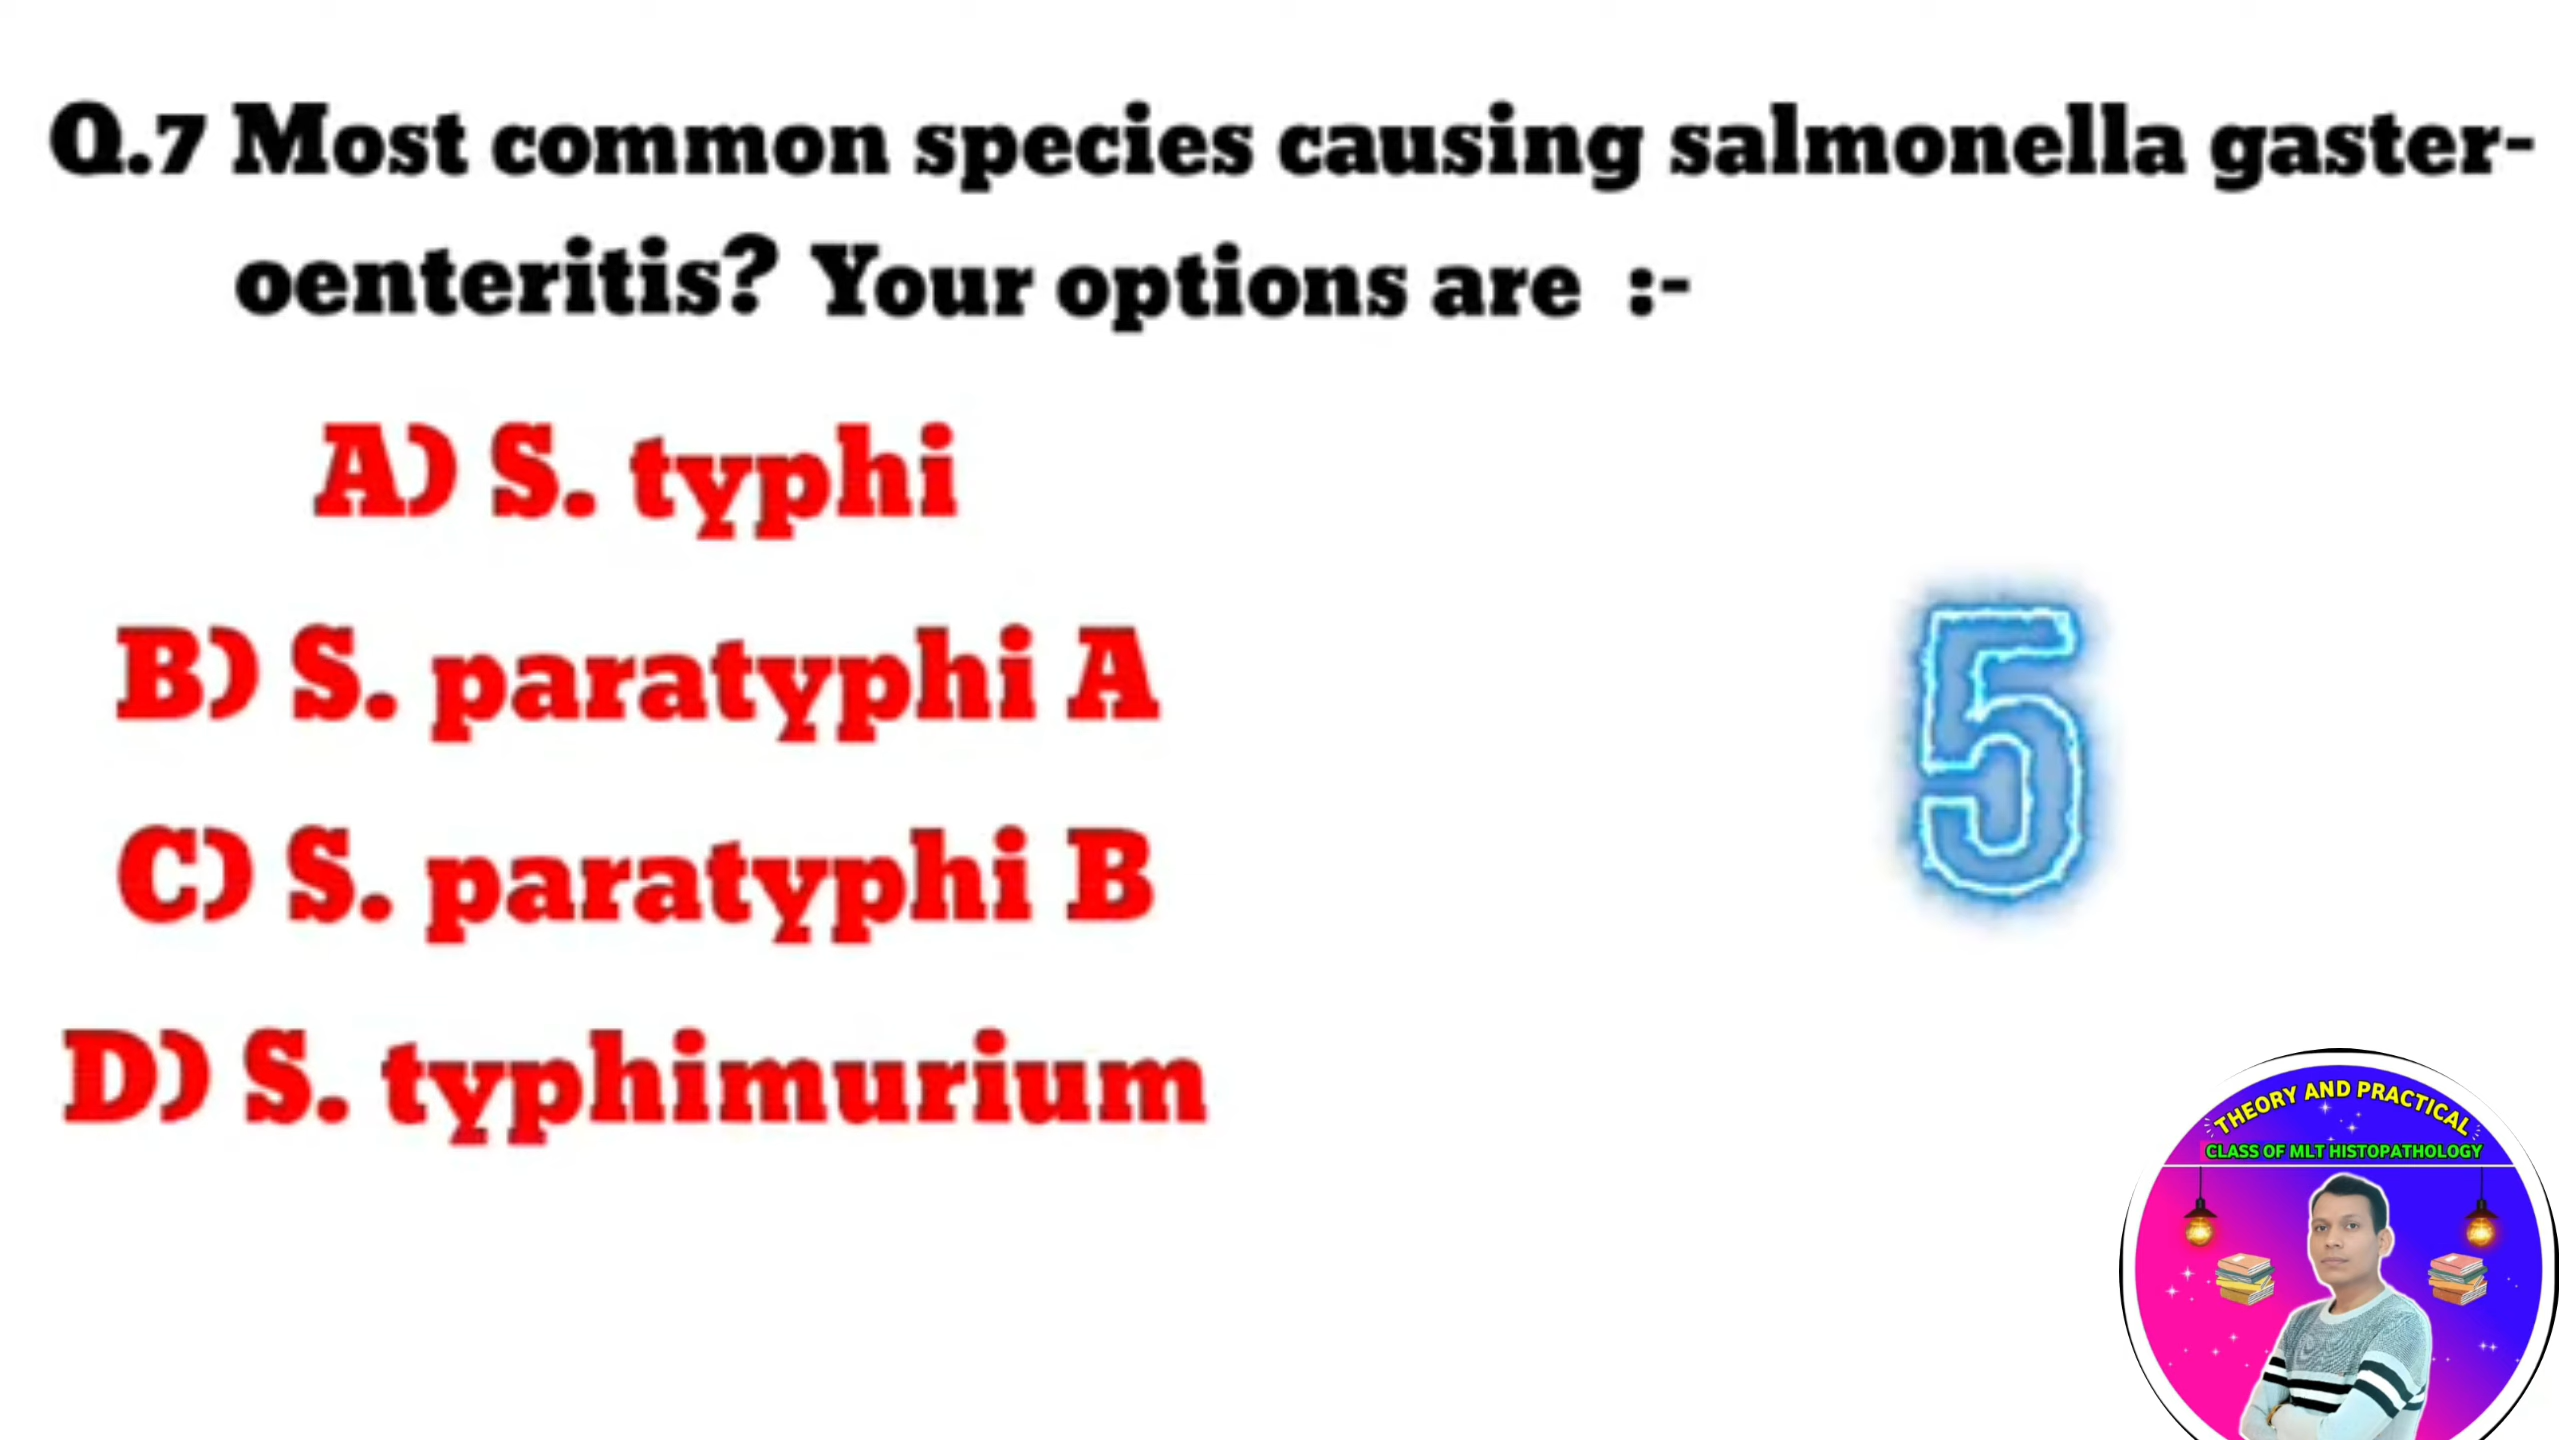 Q.7 Most common species causing salmonella gaster-
oenteritis? Your options are :-
A) S. typhi
B) S. paratyphi A
5
C) S. paratyphi B
D) S. typhimurium
THEORY AND PRACTICAL
CLASS OF MLT HISTOPATHOLOGY